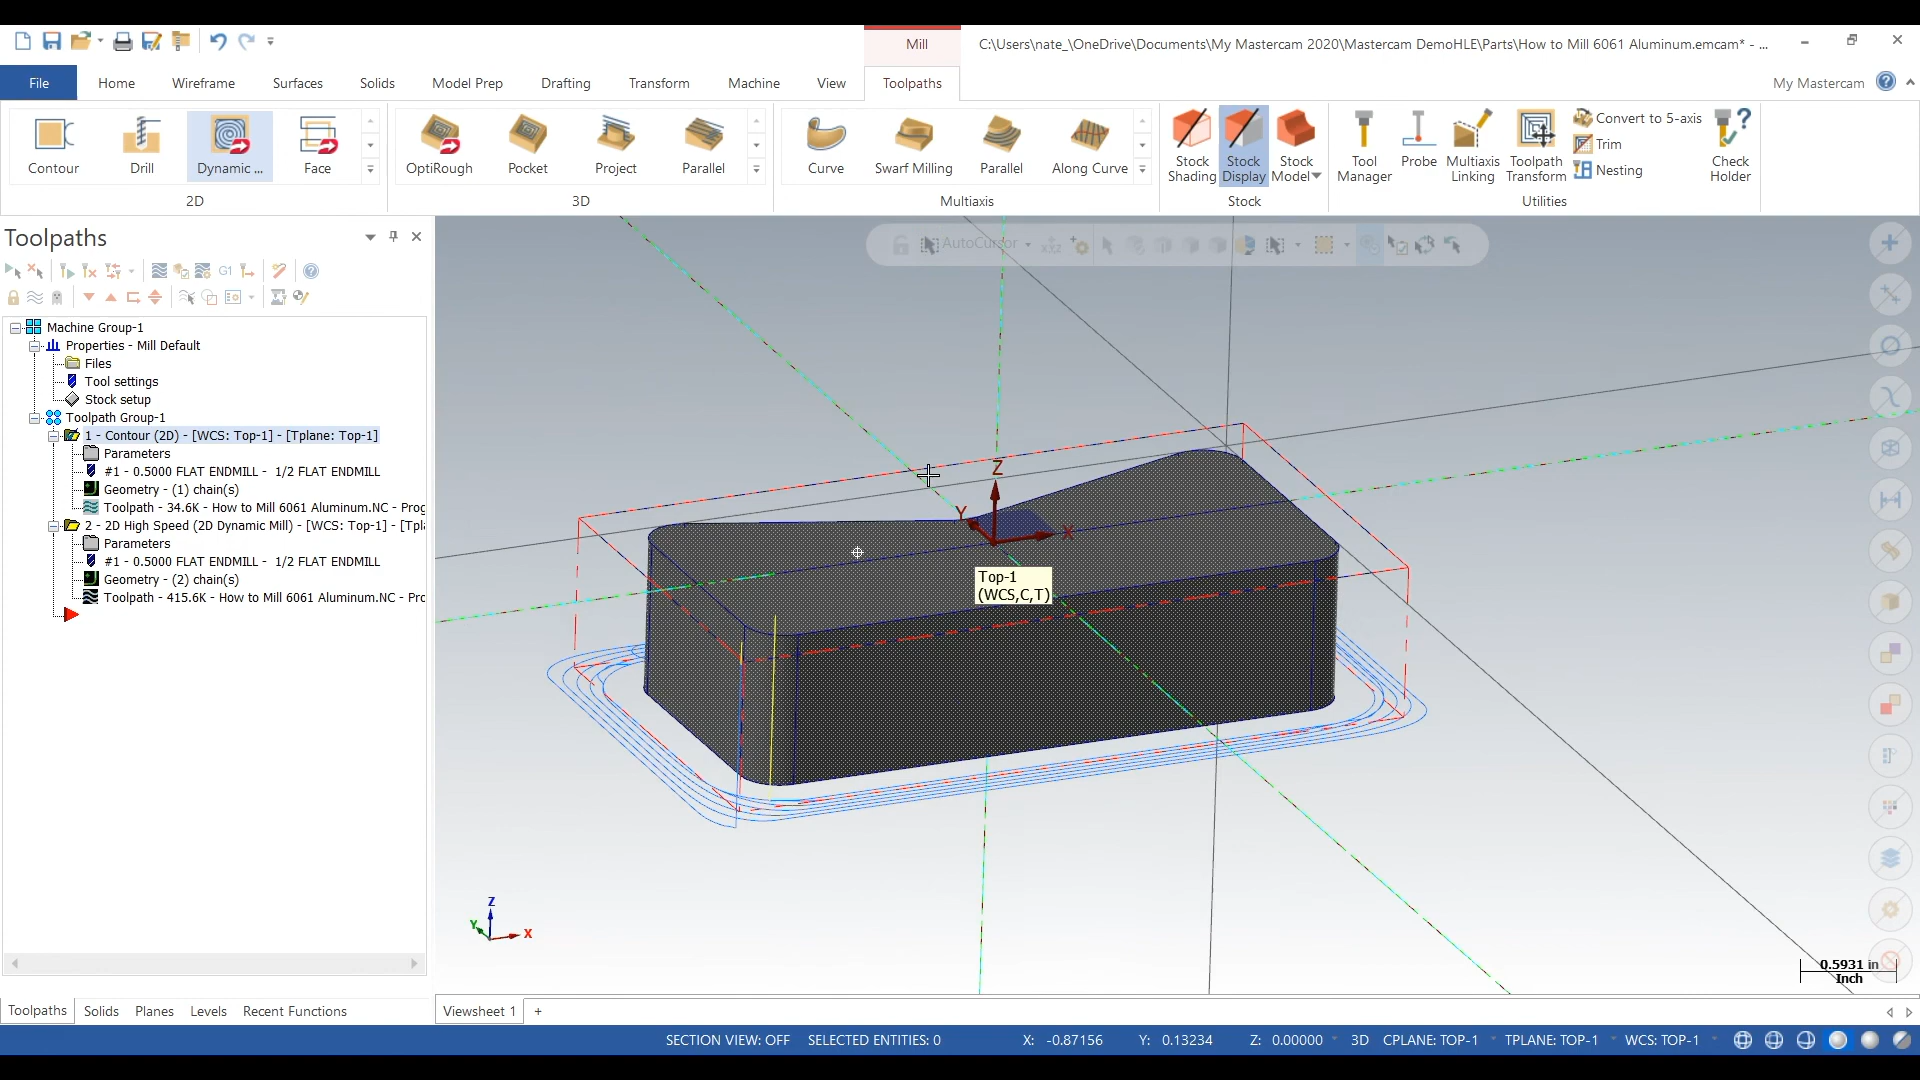 Mill
C:\Users\nate_\OneDrive\Documents\My Mastercam 2020\Mastercam DemoHLE\Parts\How to Mill 6061 Aluminum.emcam* - ...
File Home Wireframe Surfaces Solids Model Prep Drafting Transform Machine View Toolpaths My Mastercam
Contour Drill Dynamic ... Face OptiRough Pocket Project Parallel Curve Swarf Milling Parallel Along Curve
Stock Shading Stock Display Stock Model Tool Manager Probe Multiaxis Linking Toolpath Transform Convert to 5-axis Trim Nesting Check Holder
2D 3D Multiaxis Stock Utilities
Toolpaths
AutoCursor
G1
Machine Group-1
Properties - Mill Default
Files
Tool settings
Stock setup
Toolpath Group-1
1 - Contour (2D) - [WCS: Top-1] - [Tplane: Top-1]
Parameters
#1 - 0.5000 FLAT ENDMILL - 1/2 FLAT ENDMILL
Geometry - (1) chain(s)
Toolpath - 34.6K - How to Mill 6061 Aluminum.NC - Prog
2 - 2D High Speed (2D Dynamic Mill) - [WCS: Top-1] - [Tpl
Parameters
#1 - 0.5000 FLAT ENDMILL - 1/2 FLAT ENDMILL
Geometry - (2) chain(s)
Toolpath - 415.6K - How to Mill 6061 Aluminum.NC - Pro
Z
Y
X
Top-1
(WCS,C,T)
Z
Y
X
0.5931 in
Inch
Toolpaths Solids Planes Levels Recent Functions
Viewsheet 1 +
SECTION VIEW: OFF SELECTED ENTITIES: 0 X: -0.87156 Y: 0.13234 Z: 0.00000 3D CPLANE: TOP-1 TPLANE: TOP-1 WCS: TOP-1